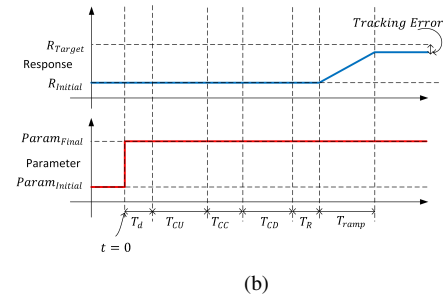 Tracking Error
R_Target
Response
R_Initial
Param_Final
Parameter
Param_Initial
T_d T_CU T_CC T_CD T_R T_ramp
t = 0
(b)